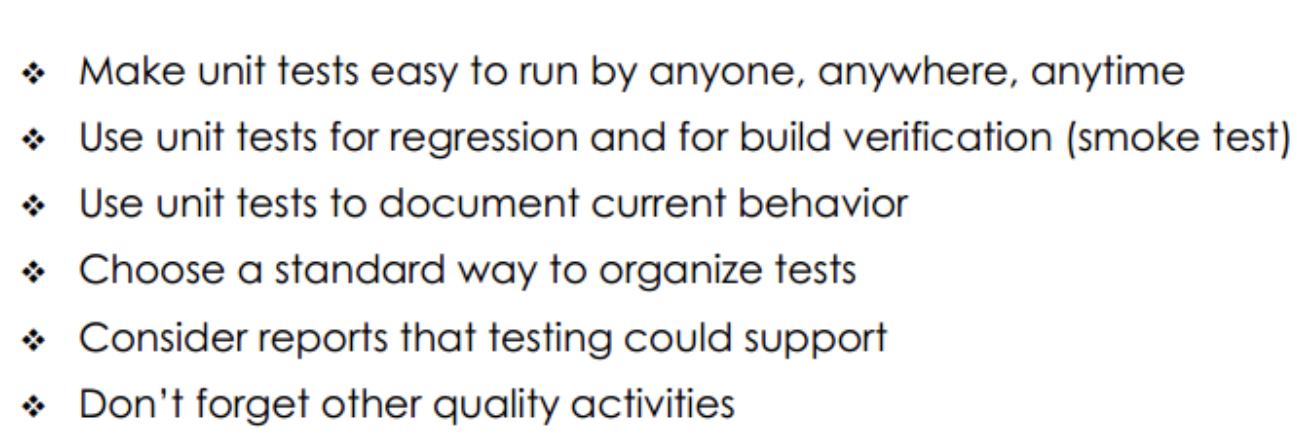 ❖ Make unit tests easy to run by anyone, anywhere, anytime
❖ Use unit tests for regression and for build verification (smoke test)
❖ Use unit tests to document current behavior
❖ Choose a standard way to organize tests
❖ Consider reports that testing could support
❖ Don’t forget other quality activities